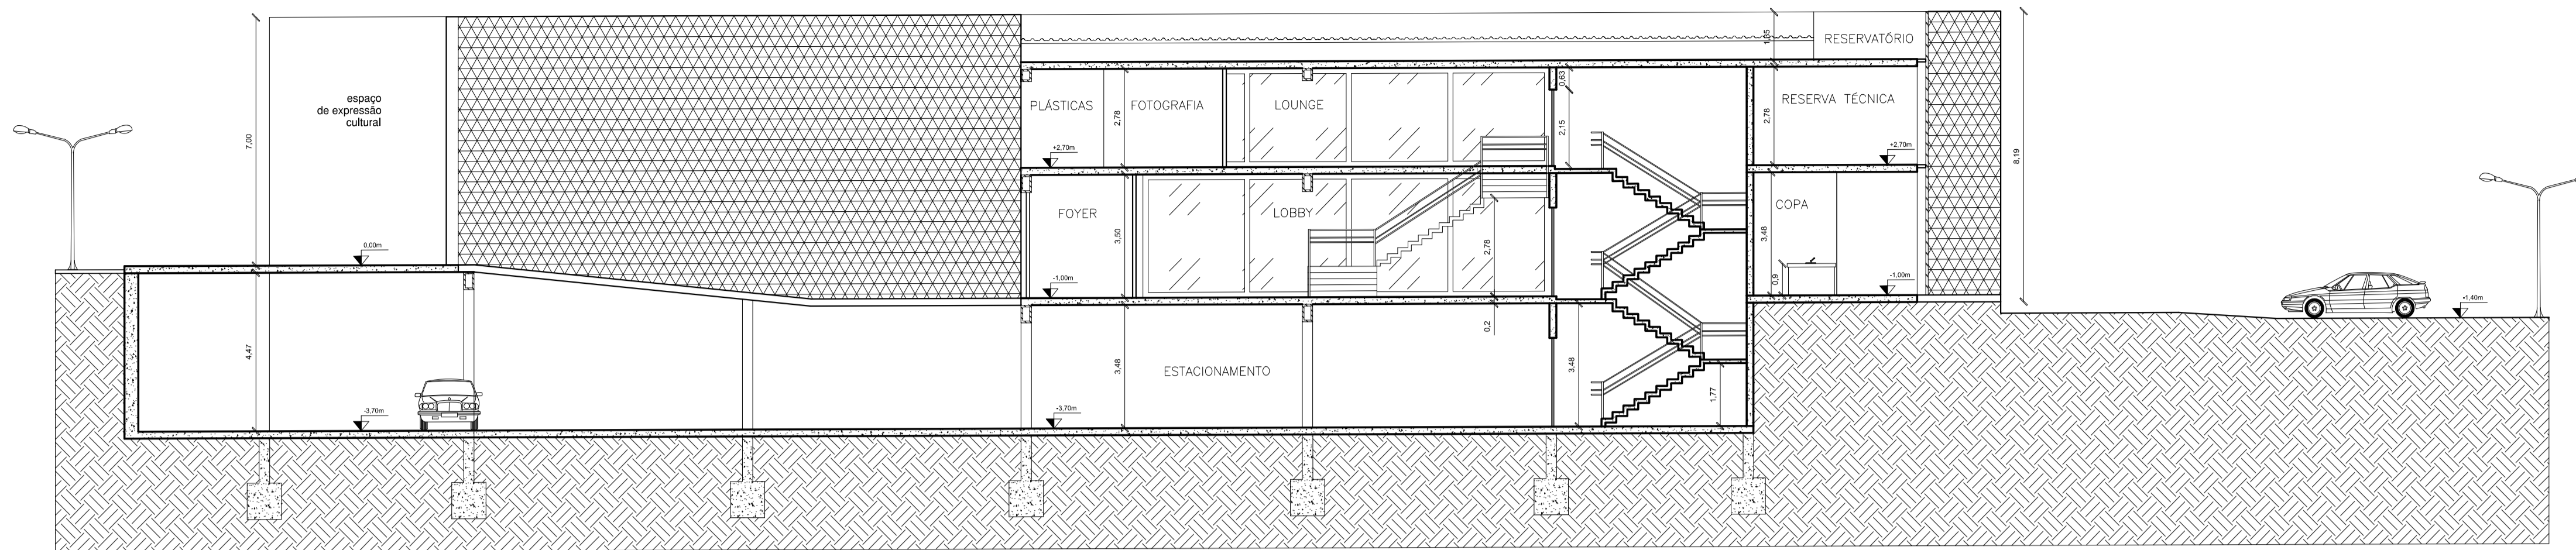 1,35
RESERVATÓRIO
espaço
de expressão
cultural
7,00
PLÁSTICAS
FOTOGRAFIA
LOUNGE
0,63
RESERVA TÉCNICA
2,78
2,15
2,78
+2,70m
+2,70m
8,19
FOYER
LOBBY
COPA
0,00m
3,50
2,78
3,48
-1,00m
0,9
-1,00m
-1,40m
0,2
4,47
3,48
ESTACIONAMENTO
3,48
1,77
-3,70m
-3,70m